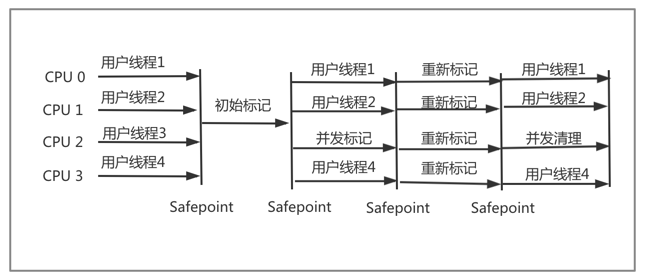 CPU 0 用户线程1 用户线程1 重新标记 用户线程1
CPU 1 用户线程2 初始标记 用户线程2 重新标记 用户线程2
CPU 2 用户线程3 并发标记 重新标记 并发清理
CPU 3 用户线程4 用户线程4 重新标记 用户线程4
Safepoint Safepoint Safepoint Safepoint